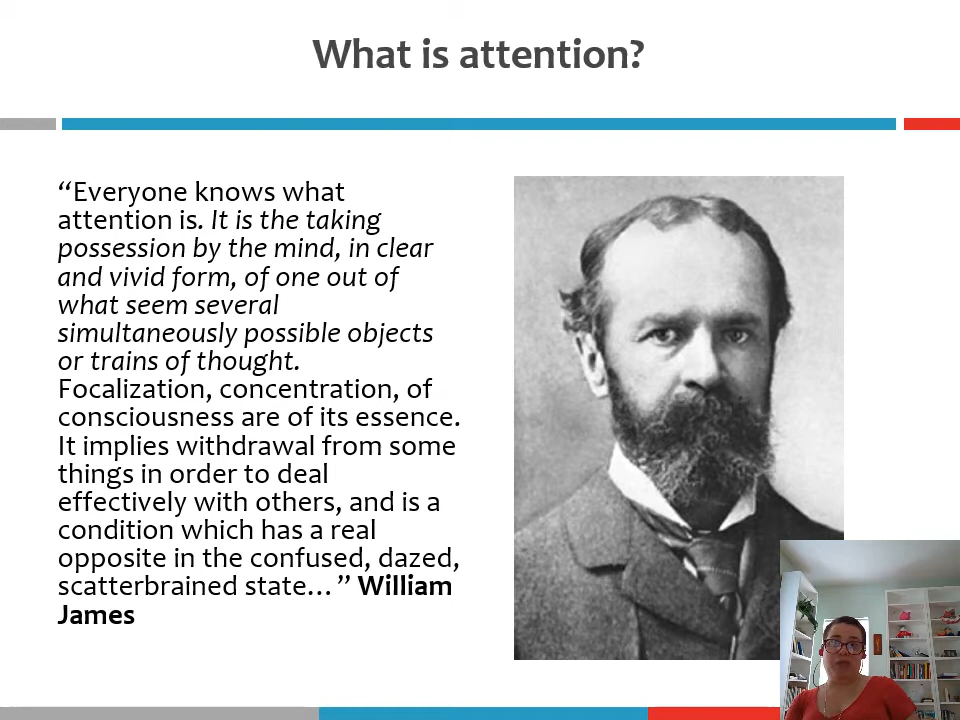 What is attention?
“Everyone knows what
attention is. It is the taking
possession by the mind, in clear
and vivid form, of one out of
what seem several
simultaneously possible objects
or trains of thought.
Focalization, concentration, of
consciousness are of its essence.
It implies withdrawal from some
things in order to deal
effectively with others, and is a
condition which has a real
opposite in the confused, dazed,
scatterbrained state…” William
James